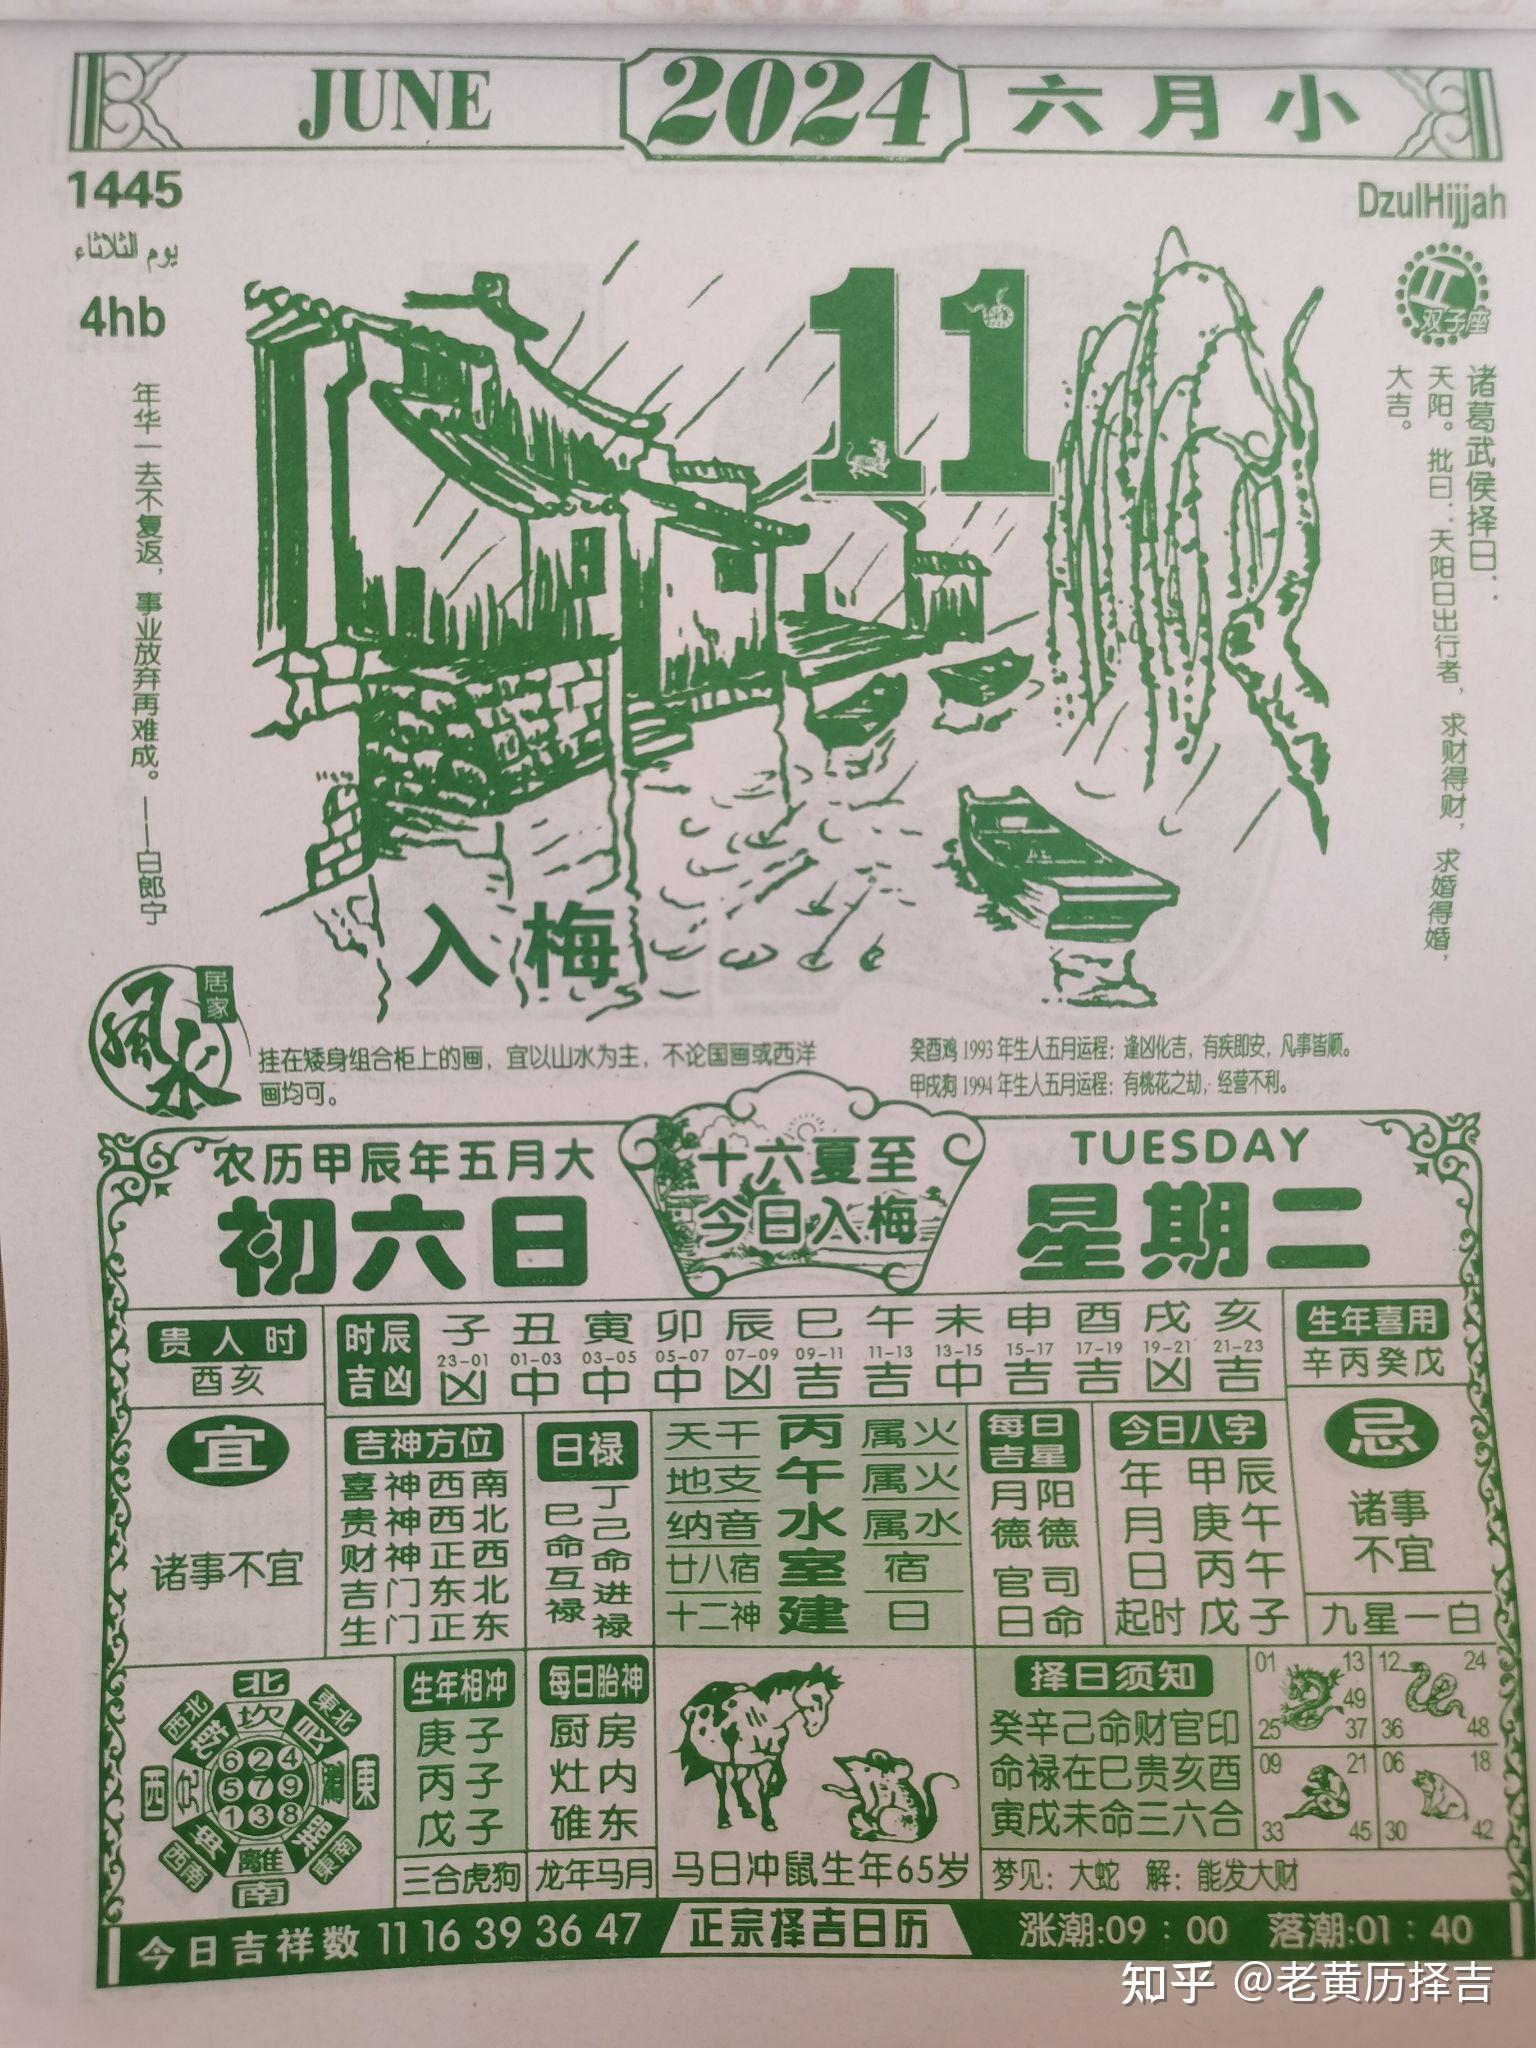 JUNE 2024 六月小
1445
يوم الثلاثاء
4hb
DzulHijjah
双子座
诸葛武侯择日：
天阳。批曰：天阳日出行者，求财得财，求婚得婚，
大吉。
年华一去不复返，事业放弃再难成。——白郎宁
11
入梅
居家
風水
挂在矮身组合柜上的画，宜以山水为主，不论国画或西洋
画均可。
癸酉鸡1993年生人五月运程：逢凶化吉，有疾即安，凡事皆顺。
甲戌狗1994年生人五月运程：有桃花之劫，经营不利。
农历甲辰年五月大
初六日
十六夏至
今日入梅
TUESDAY
星期二
贵人时
酉亥
时辰
吉凶
子 丑 寅 卯 辰 巳 午 未 申 酉 戌 亥
23-01 01-03 03-05 05-07 07-09 09-11 11-13 13-15 15-17 17-19 19-21 21-23
凶 中 中 中 凶 吉 吉 中 吉 吉 凶 吉
生年喜用
辛丙癸戊
宜
诸事不宜
吉神方位
喜神西南
贵神西北
财神正西
吉门东北
生门正东
日禄
丁己命进禄
巳命互禄
天干 丙 属火
地支 午 属火
纳音 水 属水
廿八宿 室 宿
十二神 建 日
每日
吉星
月阳
德德
官司
日命
今日八字
年 甲辰
月 庚午
日 丙午
起时 戊子
忌
诸事
不宜
九星一白
北
西北
東北
坎
西
東
6 2 4
5 7 9
1 3 8
西南
東南
離
南
生年相冲
庚子
丙子
戊子
三合虎狗
每日胎神
厨房
灶内
碓东
龙年马月
马日冲鼠生年65岁
择日须知
癸辛己命财官印
命禄在巳贵亥酉
寅戌未命三六合
01 13
49
25 37
12 24
36 48
09 21
33 45
06 18
30 42
梦见：大蛇 解：能发大财
今日吉祥数 11 16 39 36 47
正宗择吉日历
涨潮:09：00 落潮:01：40
知乎 @老黄历择吉